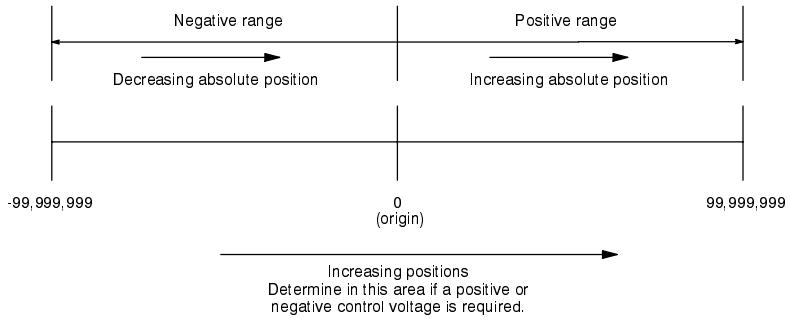 Negative range
Positive range
Decreasing absolute position
Increasing absolute position
-99,999,999
0
99,999,999
(origin)
Increasing positions
Determine in this area if a positive or
negative control voltage is required.